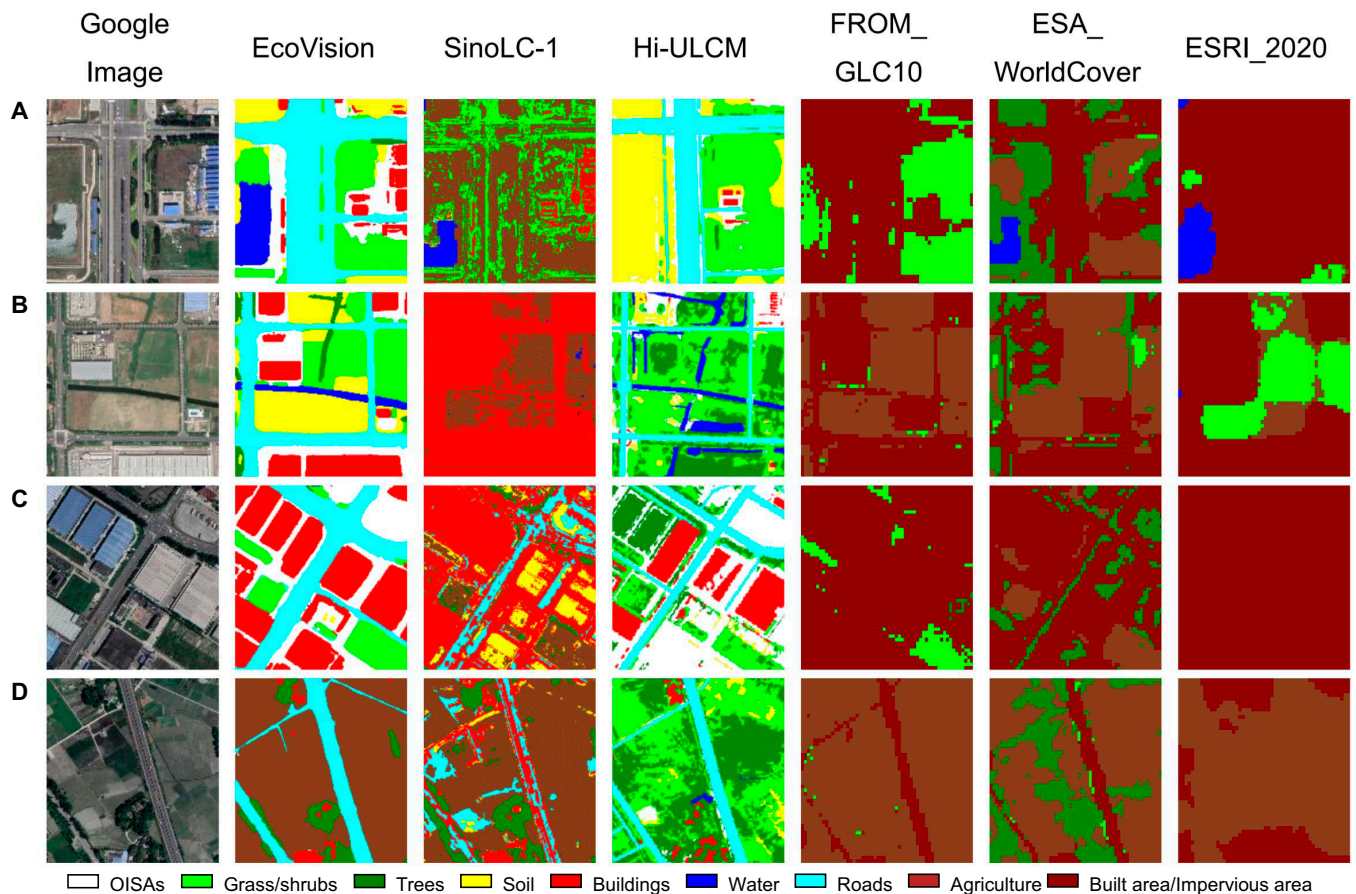 Google
Image
EcoVision
SinoLC-1
Hi-ULCM
FROM_
GLC10
ESA_
WorldCover
ESRI_2020
A
B
C
D
OISAs Grass/shrubs Trees Soil Buildings Water Roads Agriculture Built area/Impervious area